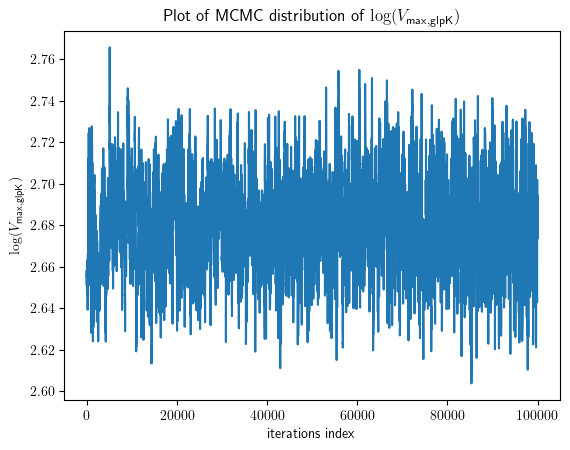 Plot of MCMC distribution of log(V_max,glpK)
log(V_max,glpK)
2.76
2.74
2.72
2.70
2.68
2.66
2.64
2.62
2.60
0 20000 40000 60000 80000 100000
iterations index